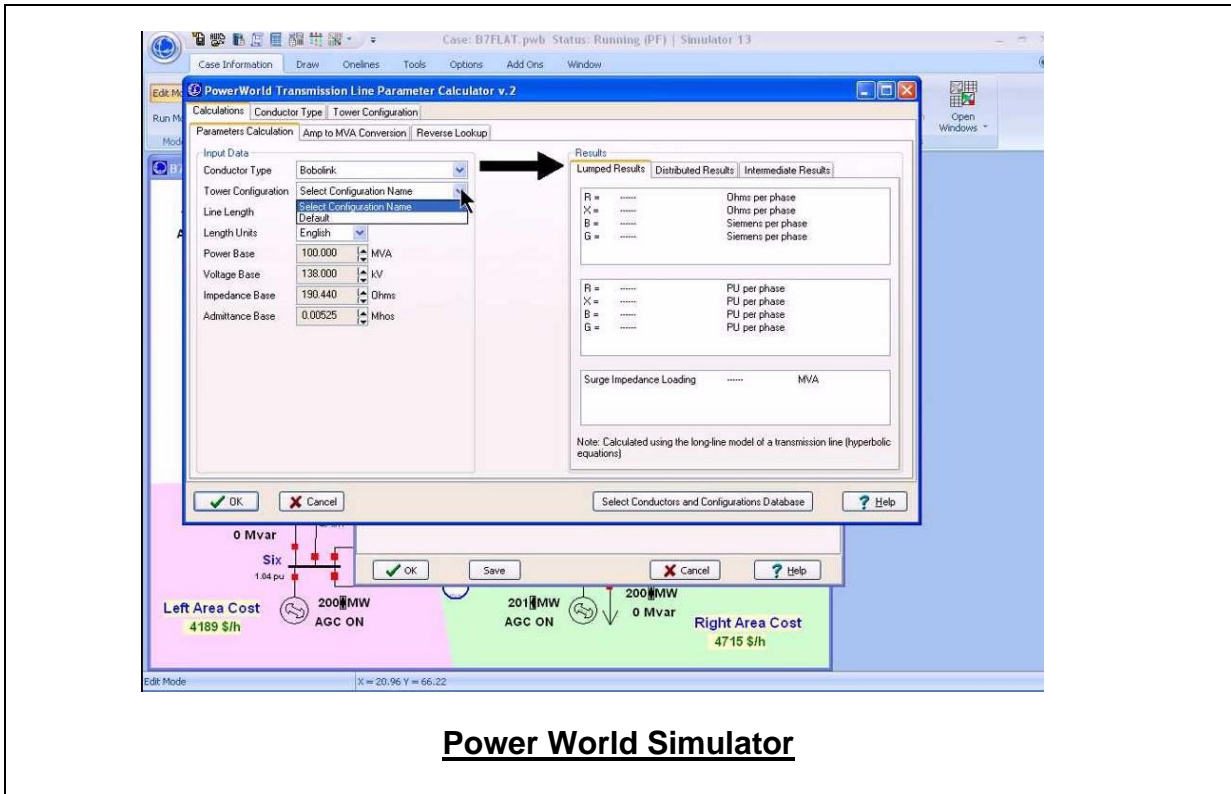 Case: B7FLAT.pwb Status: Running (PF) | Simulator 13
Case Information Draw Onelines Tools Options Add Ons Window
PowerWorld Transmission Line Parameter Calculator v.2
Edit Mo
Run Mo
Mode
Open
Windows
Calculations Conductor Type Tower Configuration
Parameters Calculation Amp to MVA Conversion Reverse Lookup
Input Data
Conductor Type Bobolink
Tower Configuration Select Configuration Name
Select Configuration Name
Default
Line Length
Length Units English
Power Base 100.000 MVA
Voltage Base 138.000 kV
Impedance Base 190.440 Ohms
Admittance Base 0.00525 Mhos
Results
Lumped Results Distributed Results Intermediate Results
R = ------ Ohms per phase
X = ------ Ohms per phase
B = ------ Siemens per phase
G = ------ Siemens per phase
R = ------ PU per phase
X = ------ PU per phase
B = ------ PU per phase
G = ------ PU per phase
Surge Impedance Loading ------ MVA
Note: Calculated using the long-line model of a transmission line (hyperbolic
equations)
OK Cancel Select Conductors and Configurations Database ? Help
0 Mvar
Six
1.04 pu
OK Save Cancel ? Help
Left Area Cost
4189 $/h
200 MW
AGC ON
201 MW
AGC ON
200 MW
0 Mvar
Right Area Cost
4715 $/h
Edit Mode X = 20.96 Y = 66.22
Power World Simulator